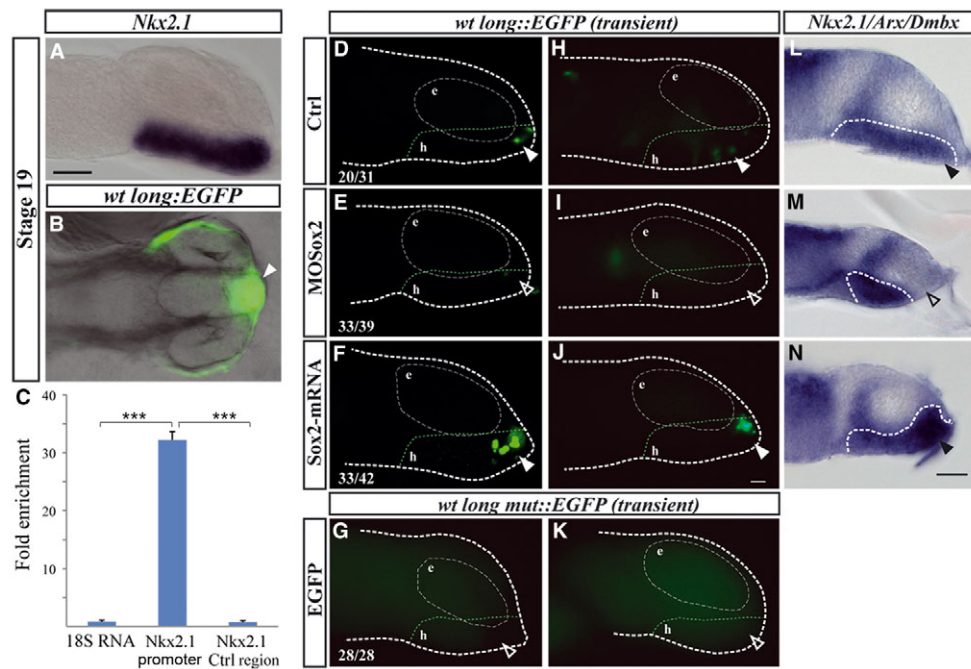 Nkx2.1
wt long::EGFP (transient)
Nkx2.1/Arx/Dmbx
Stage 19
A
wt long:EGFP
B
C
Fold enrichment
40
30
20
10
***
***
18S RNA
Nkx2.1
promoter
Nkx2.1
Ctrl region
Ctrl
D
e
h
20/31
H
e
h
L
MOSox2
E
e
h
33/39
I
e
h
M
Sox2-mRNA
F
e
h
33/42
J
e
h
N
wt long mut::EGFP (transient)
EGFP
G
e
h
28/28
K
e
h